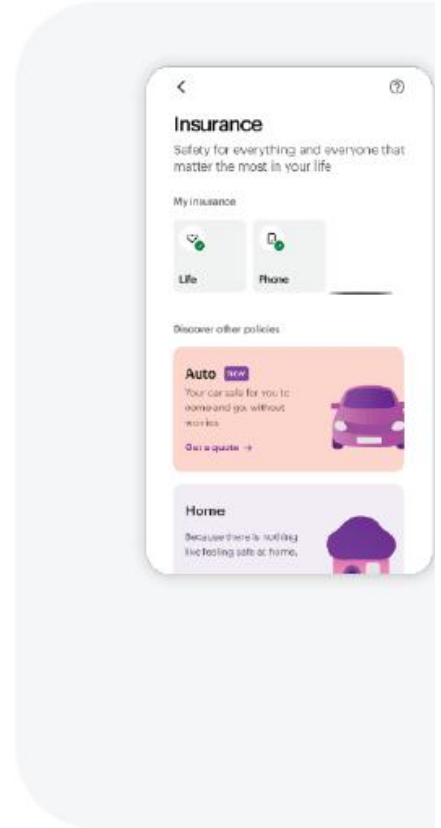 Insurance
Safety for everything and everyone that
matter the most in your life
My insurance
Life
Phone
Discover other policies
Auto NEW
Your car safe for you to
come and go, without
worries
Get a quote →
Home
Because there is nothing
like feeling safe at home,